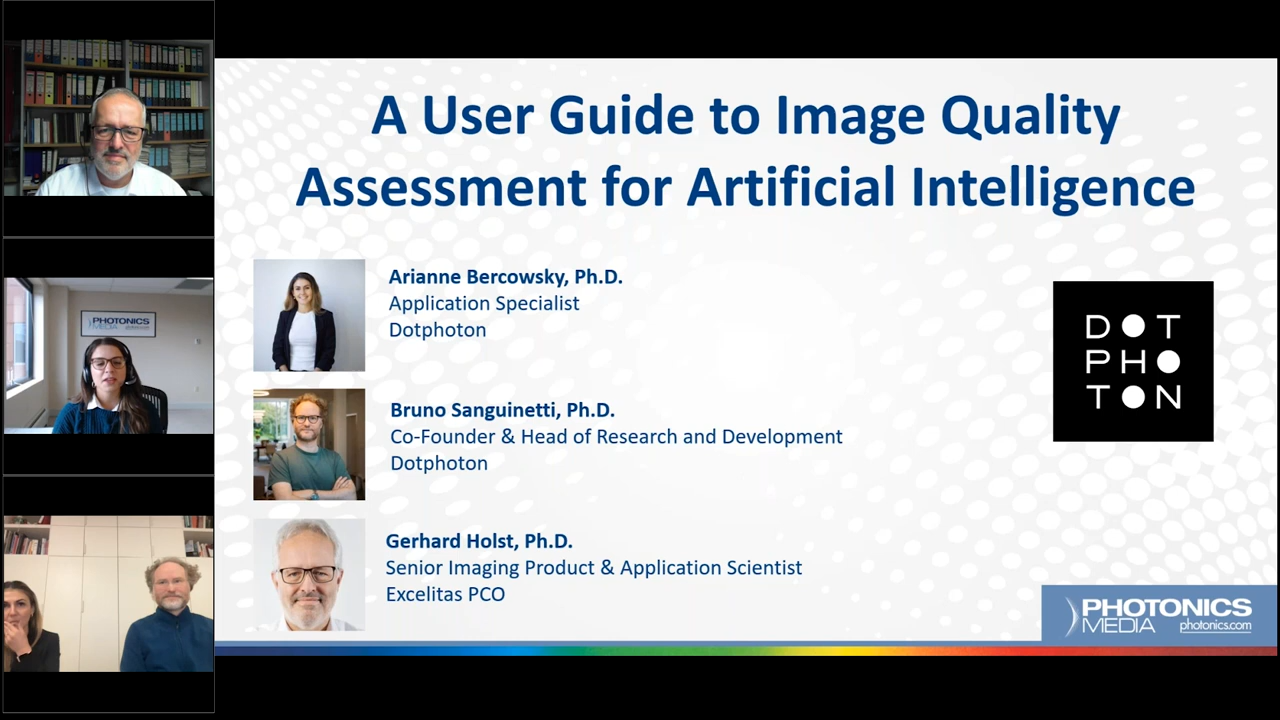 A User Guide to Image Quality
Assessment for Artificial Intelligence
Arianne Bercowsky, Ph.D.
Application Specialist
Dotphoton
Bruno Sanguinetti, Ph.D.
Co-Founder & Head of Research and Development
Dotphoton
Gerhard Holst, Ph.D.
Senior Imaging Product & Application Scientist
Excelitas PCO
DOT
PHO
TON
PHOTONICS
MEDIA photonics.com
PHOTONICS
MEDIA